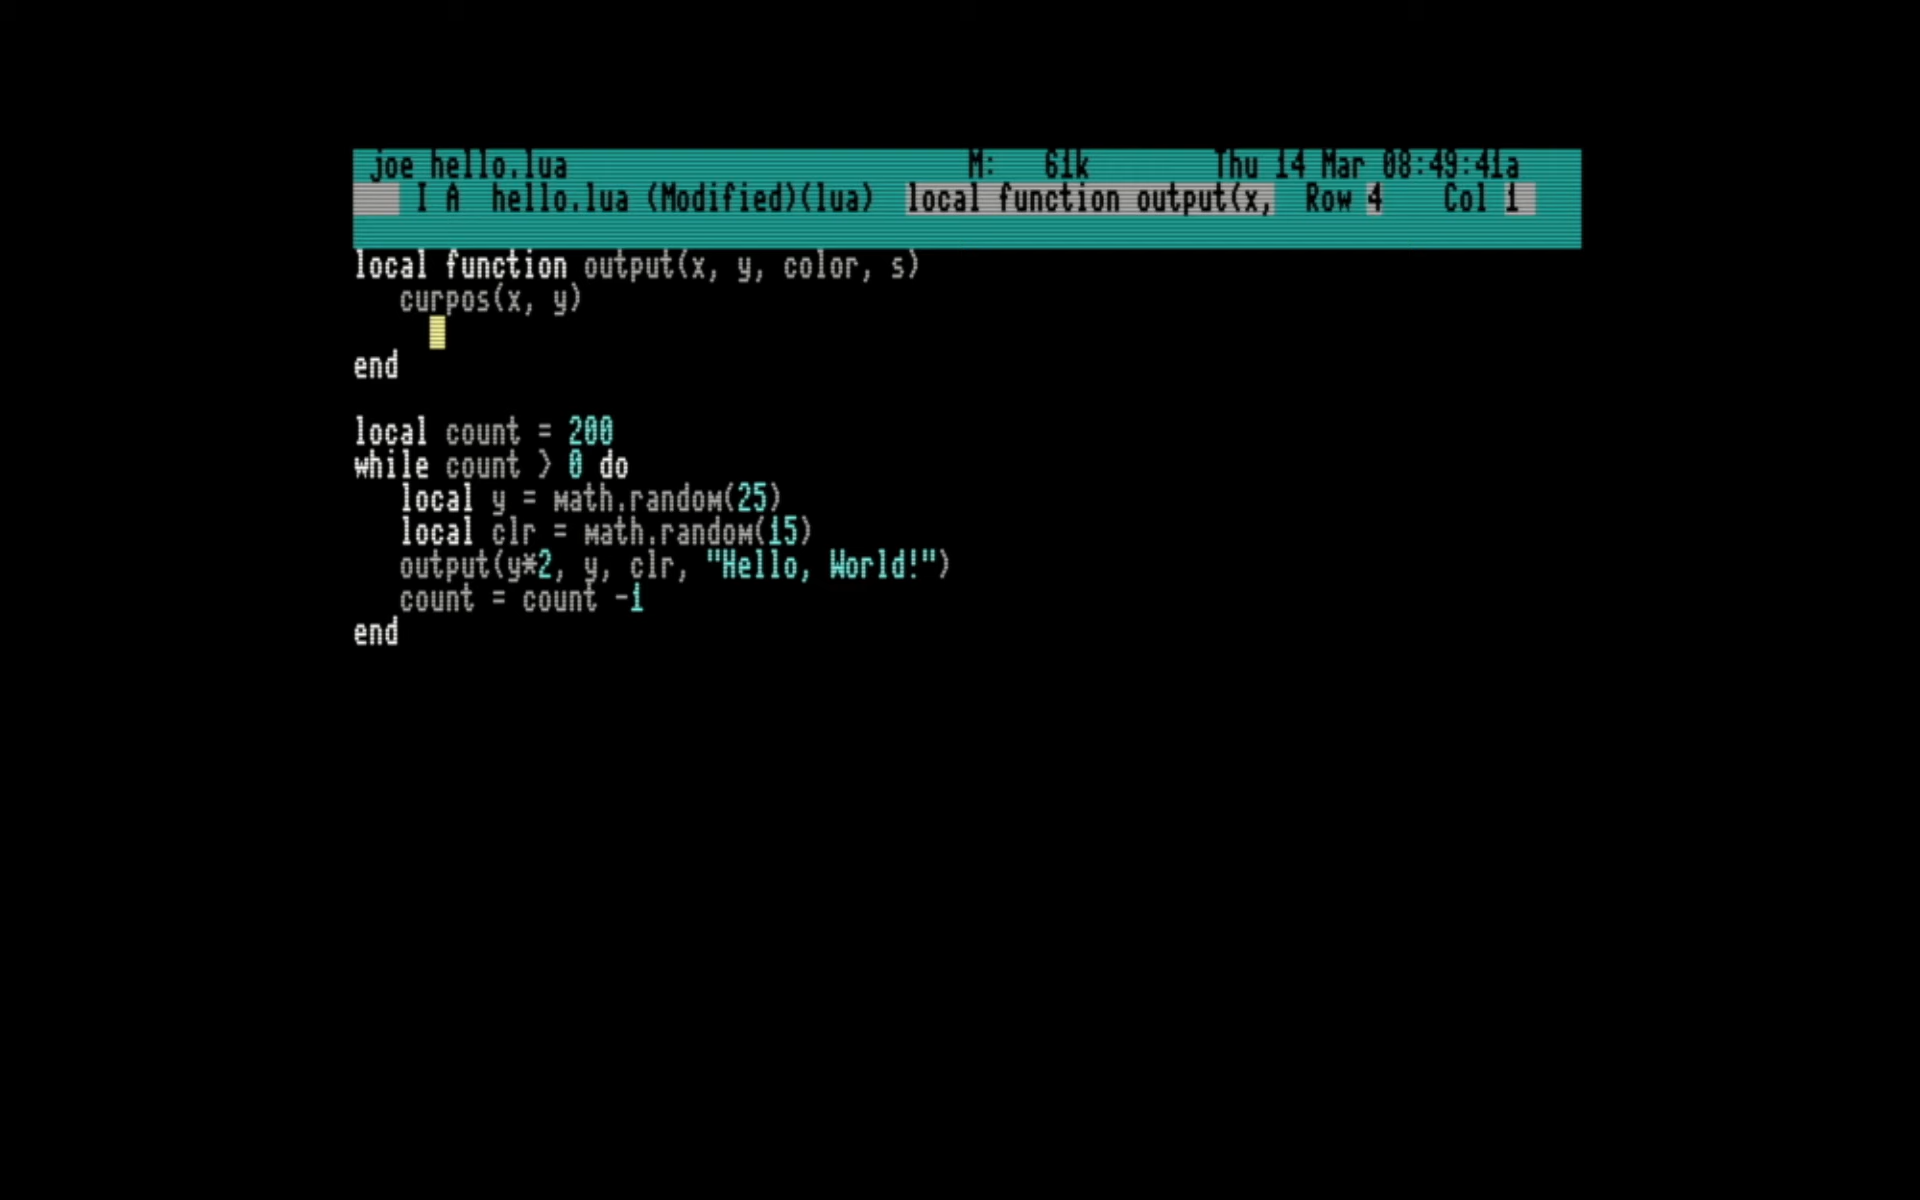 joe hello.lua M: 61k Thu 14 Mar 08:49:41a
I A hello.lua (Modified)(lua) local function output(x, Row 4 Col 1
local function output(x, y, color, s)
curpos(x, y)
end
local count = 200
while count > 0 do
local y = math.random(25)
local clr = math.random(15)
output(y*2, y, clr, "Hello, World!")
count = count -1
end